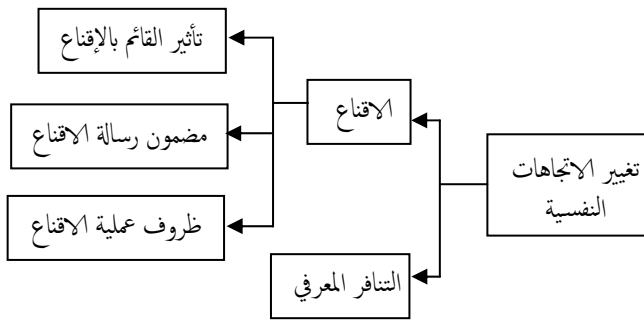 تغيير الاتجاهات
النفسية
الاقناع
تأثير القائم بالإقناع
مضمون رسالة الاقناع
ظروف عملية الاقناع
التنافر المعرفي